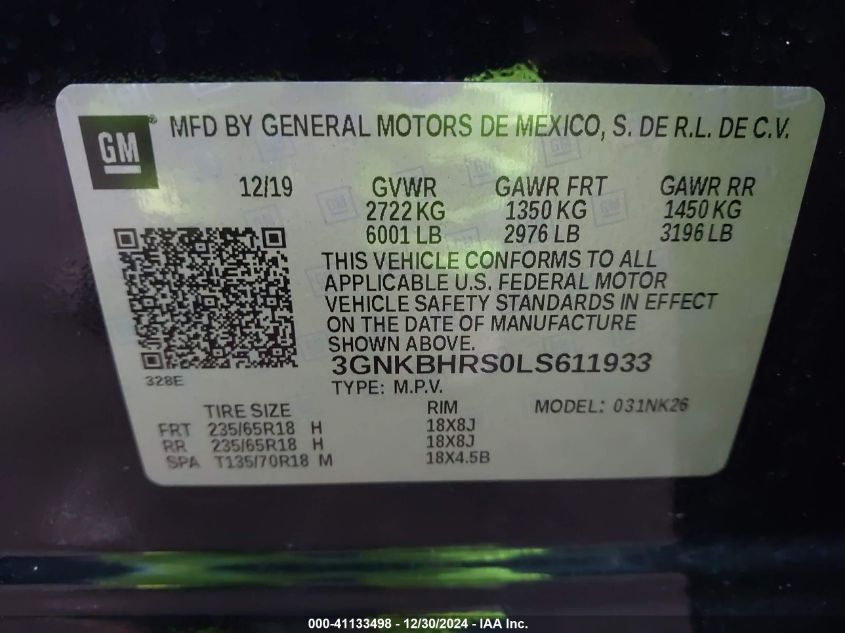 GM ® MFD BY GENERAL MOTORS DE MEXICO, S. DE R.L. DE C.V.
12/19 GVWR GAWR FRT GAWR RR
2722 KG 1350 KG 1450 KG
6001 LB 2976 LB 3196 LB
THIS VEHICLE CONFORMS TO ALL
APPLICABLE U.S. FEDERAL MOTOR
VEHICLE SAFETY STANDARDS IN EFFECT
ON THE DATE OF MANUFACTURE
SHOWN ABOVE.
3GNKBHRS0LS611933
328E
TYPE: M.P.V.
TIRE SIZE RIM MODEL: 031NK26
FRT 235/65R18 H 18X8J
RR 235/65R18 H 18X8J
SPA T135/70R18 M 18X4.5B
000-41133498 - 12/30/2024 - IAA Inc.